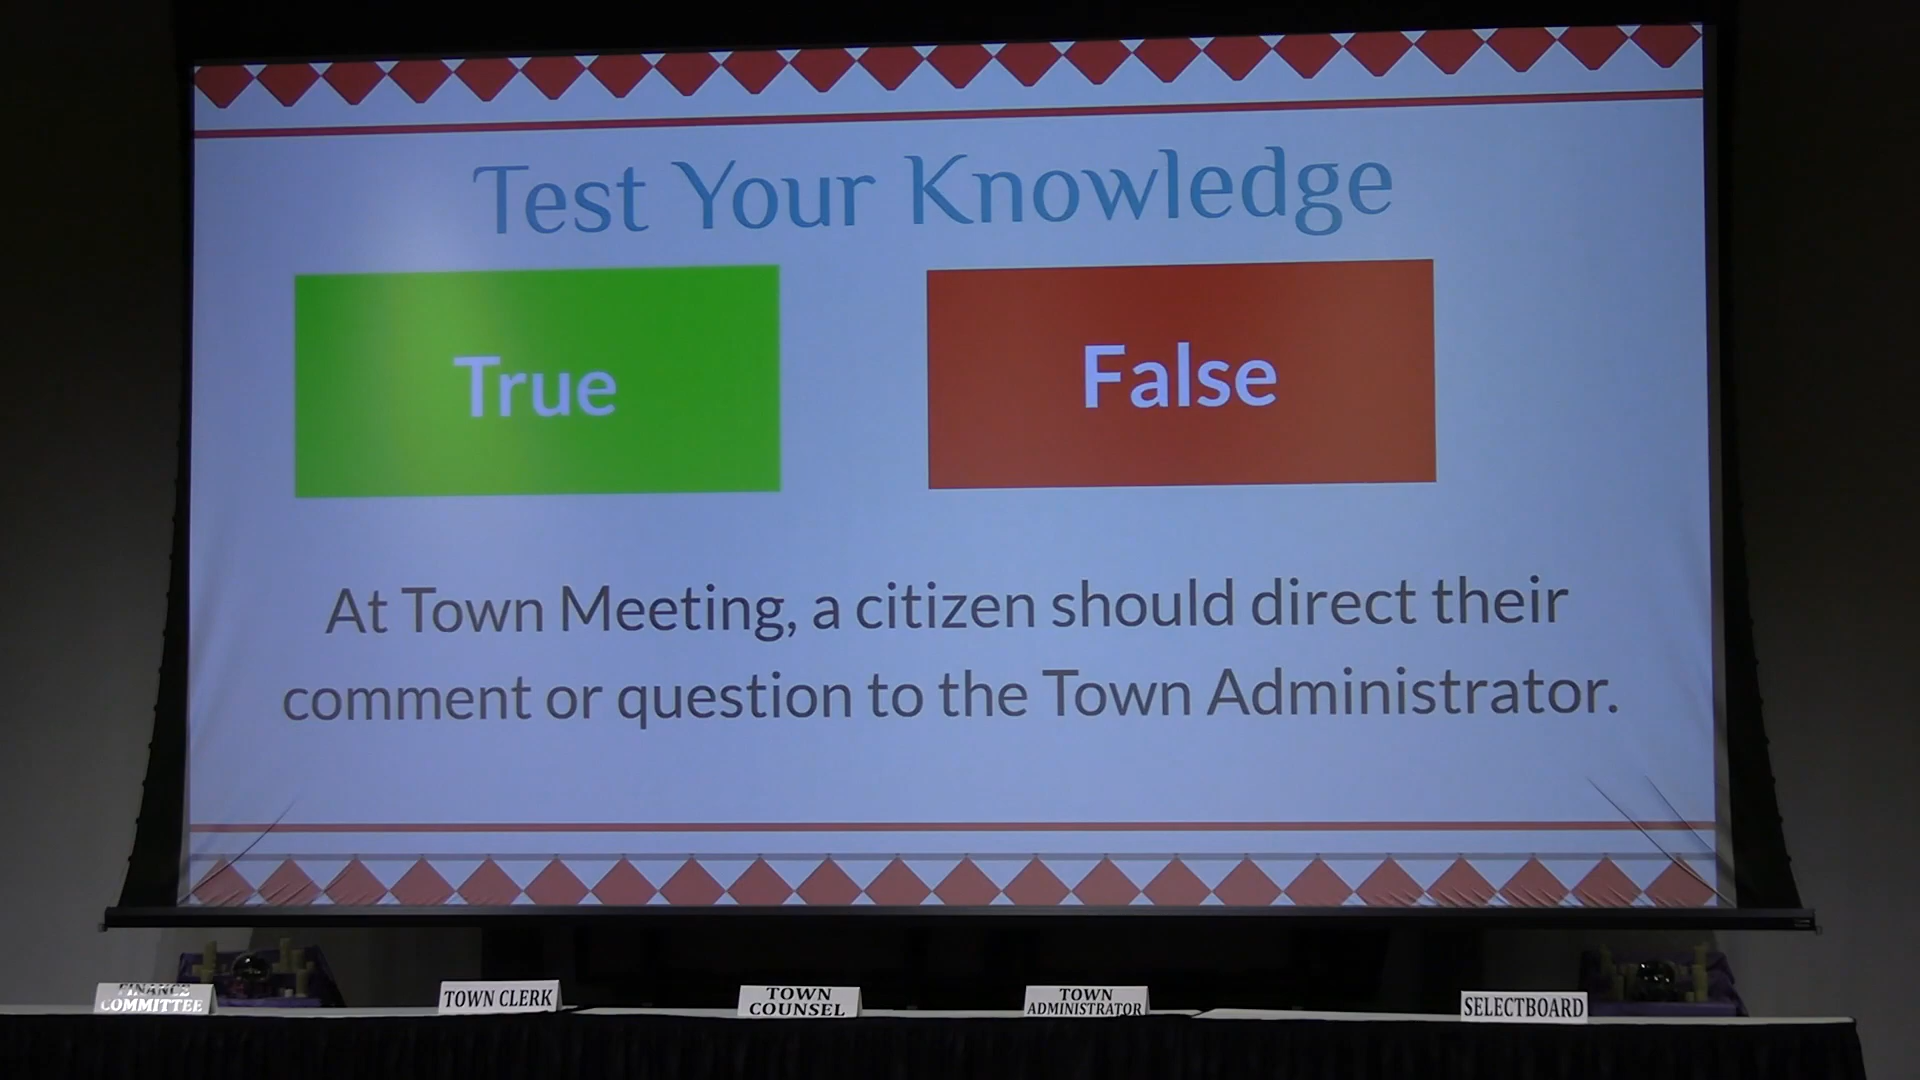 Test Your Knowledge
True
False
At Town Meeting, a citizen should direct their
comment or question to the Town Administrator.
FINANCE
COMMITTEE
TOWN CLERK
TOWN
COUNSEL
TOWN
ADMINISTRATOR
SELECTBOARD